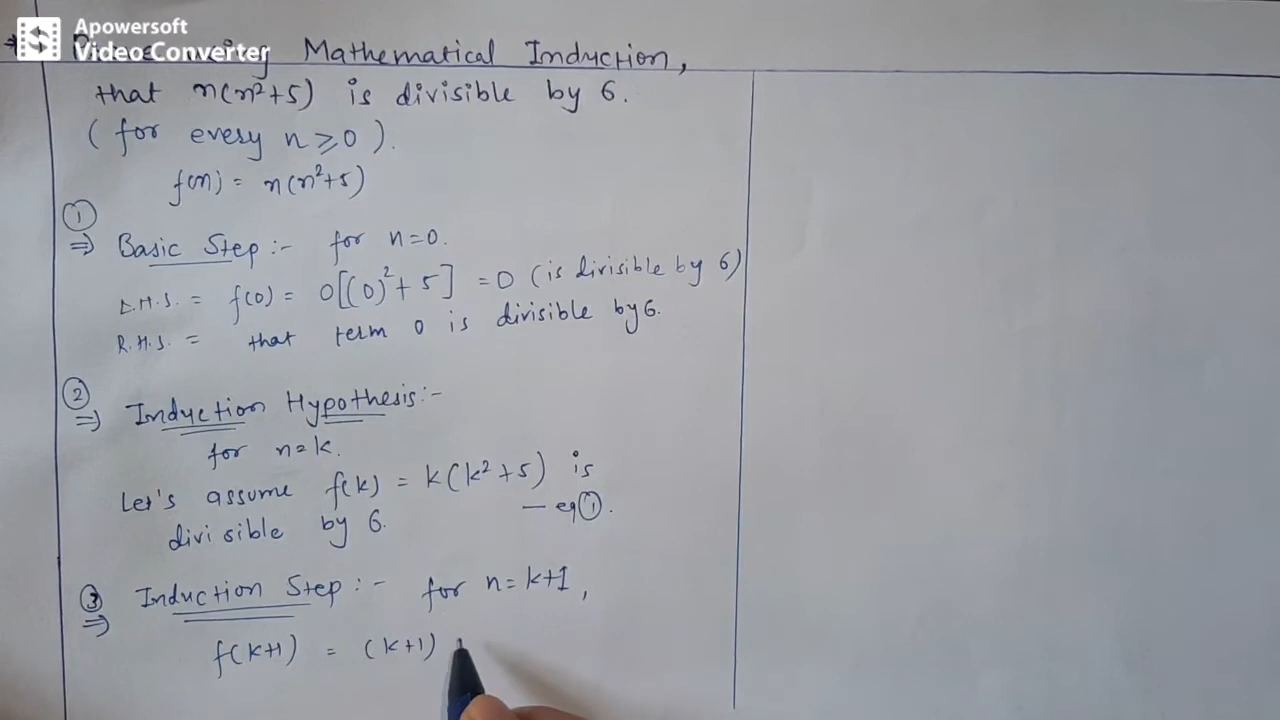 Apowersoft
VideoConverter
Mathematical Induction,
that n(n²+5) is divisible by 6.
(for every n ≥ 0).
f(n) = n(n²+5)
①
⇒ Basic Step :- for n=0.
L.H.S. = f(0) = 0[(0)²+5] = 0 (is divisible by 6)
R.H.S. = that term 0 is divisible by 6.
②
⇒ Induction Hypothesis:-
for n=k.
Let's assume f(k) = k(k²+5) is
divisible by 6. — eq①.
③
⇒ Induction Step :- for n=k+1,
f(k+1) = (k+1)